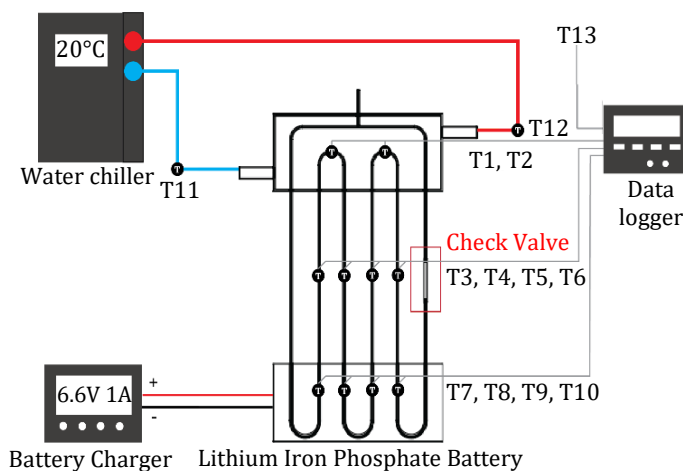 20°C
T13
T12
Water chiller
T11
T1, T2
Data
logger
Check Valve
T3, T4, T5, T6
6.6V 1A
+
-
T7, T8, T9, T10
Battery Charger
Lithium Iron Phosphate Battery
T
T
T
T
T
T
T
T
T
T
T
T